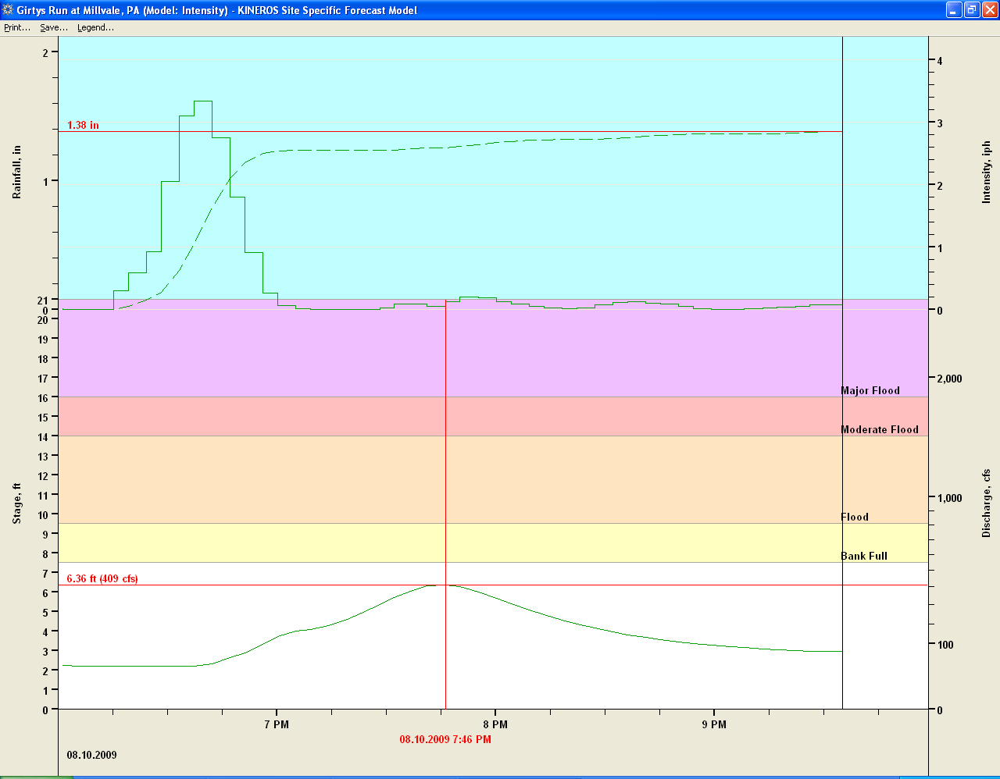 Girtys Run at Millvale, PA (Model: Intensity) - KINEROS Site Specific Forecast Model
Print... Save... Legend...
2
4
1.38 in
3
Rainfall, in
Intensity, iph
1
2
1
21
0
0
20
19
18
17
2,000
Major Flood
16
15
Moderate Flood
14
13
12
11
1,000
Stage, ft
Discharge, cfs
10
Flood
9
8
Bank Full
7
6.36 ft (409 cfs)
6
5
4
3
100
2
1
0
0
7 PM 8 PM 9 PM
08.10.2009 7:46 PM
08.10.2009